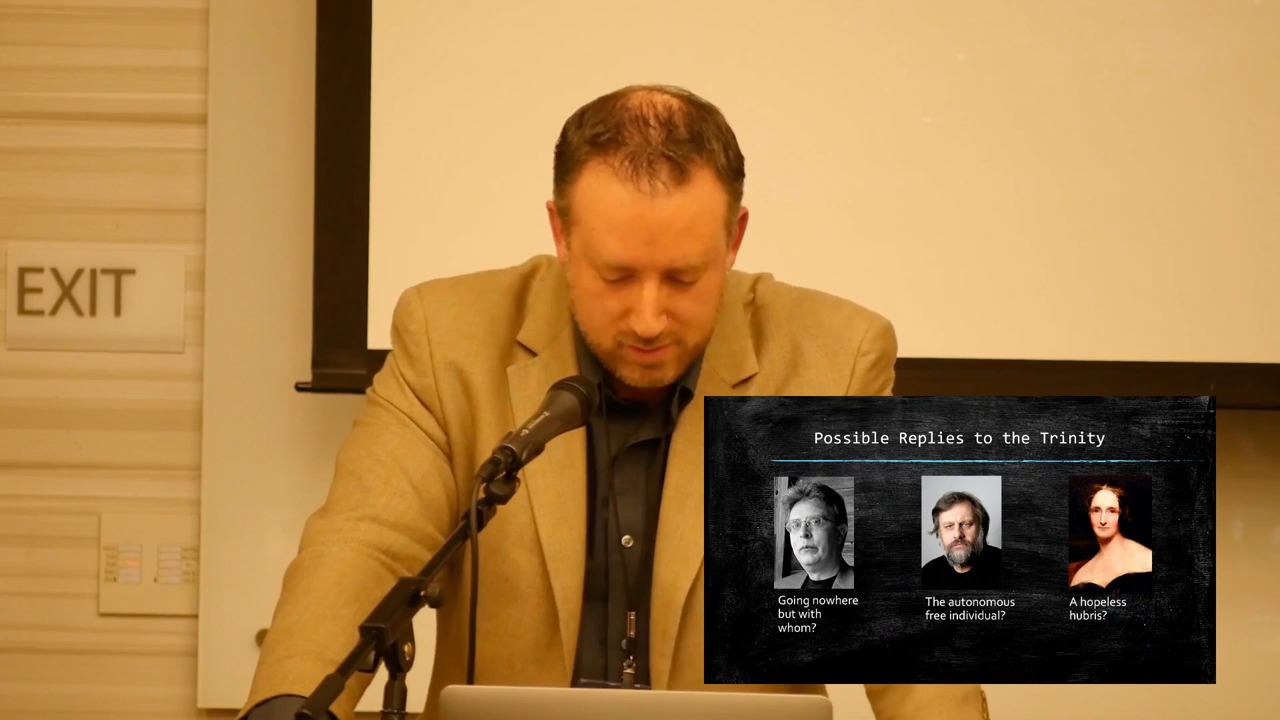 EXIT
Possible Replies to the Trinity
Going nowhere
but with
whom?
The autonomous
free individual?
A hopeless
hubris?